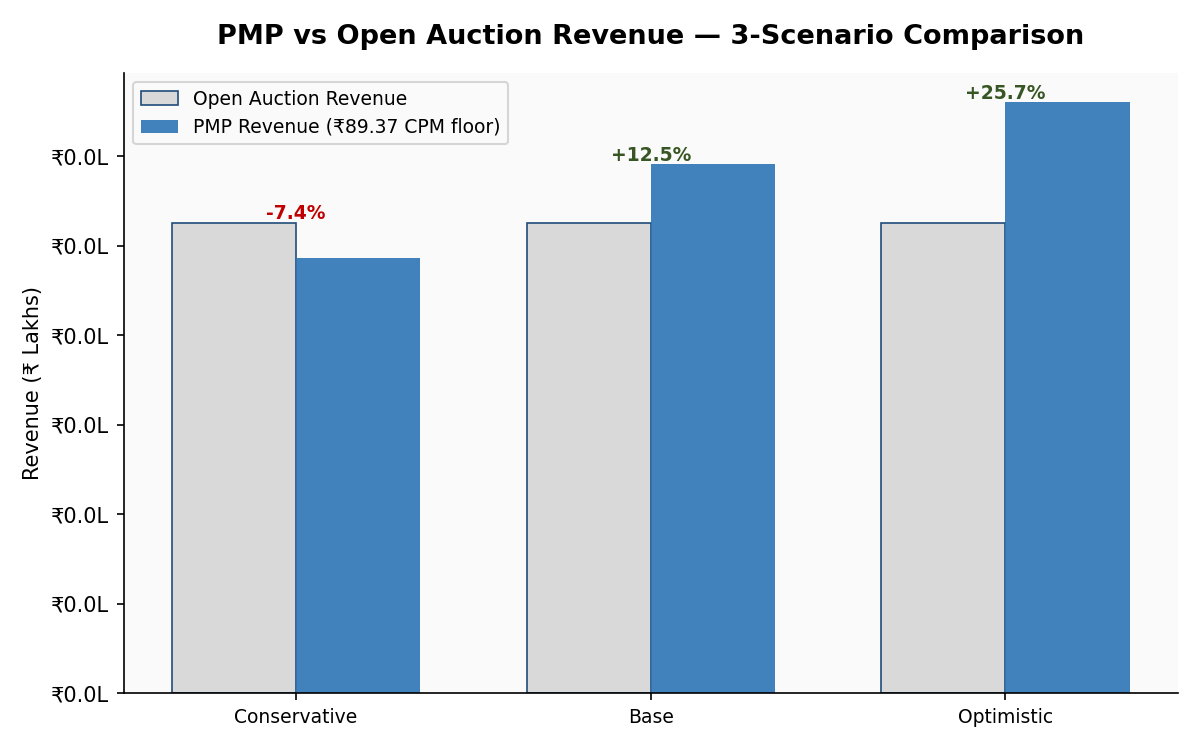 PMP vs Open Auction Revenue — 3-Scenario Comparison
Open Auction Revenue
PMP Revenue (₹89.37 CPM floor)
-7.4%
+12.5%
+25.7%
Revenue (₹ Lakhs)
₹0.0L
₹0.0L
₹0.0L
₹0.0L
₹0.0L
₹0.0L
₹0.0L
Conservative
Base
Optimistic